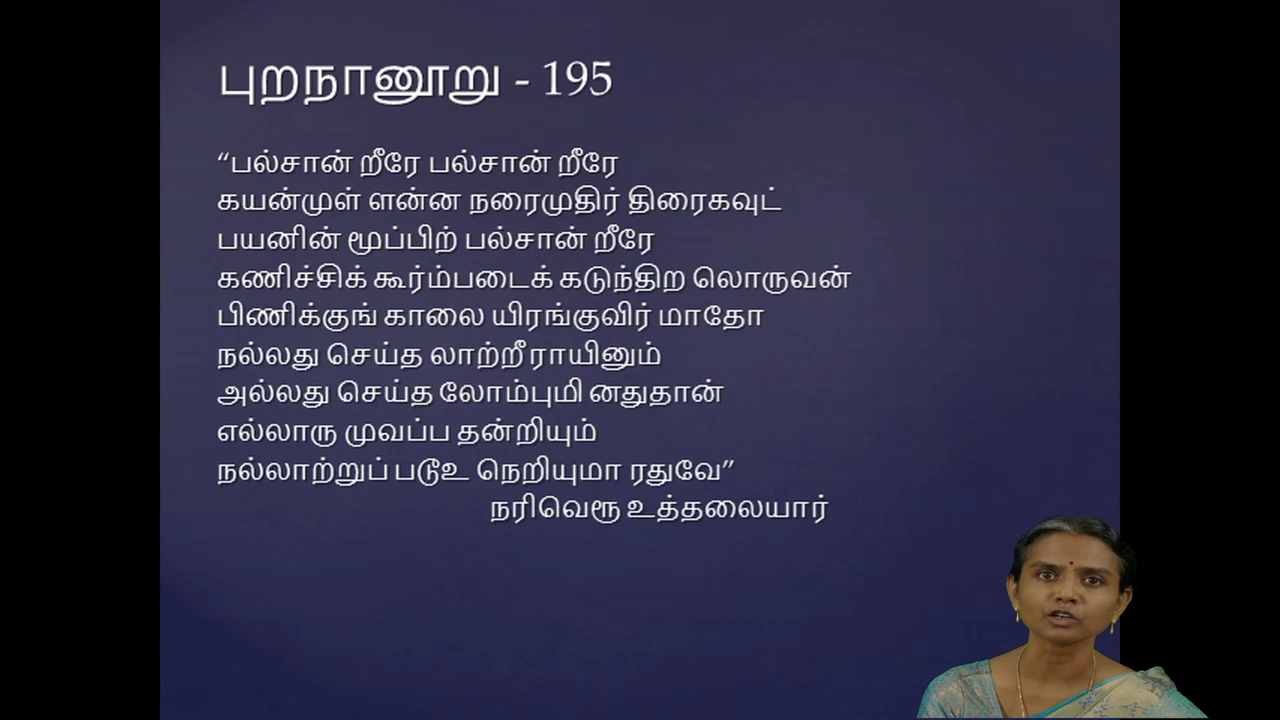 புறநானூறு - 195
“பல்சான் றீரே பல்சான் றீரே
கயன்முள் ளன்ன நரைமுதிர் திரைகவுட்
பயனின் மூப்பிற் பல்சான் றீரே
கணிச்சிக் கூர்ம்படைக் கடுந்திற லொருவன்
பிணிக்குங் காலை யிரங்குவிர் மாதோ
நல்லது செய்த லாற்றீ ராயினும்
அல்லது செய்த லோம்புமி னதுதான்
எல்லாரு முவப்ப தன்றியும்
நல்லாற்றுப் படூஉ நெறியுமா ரதுவே”
நரிவெரூ உத்தலையார்